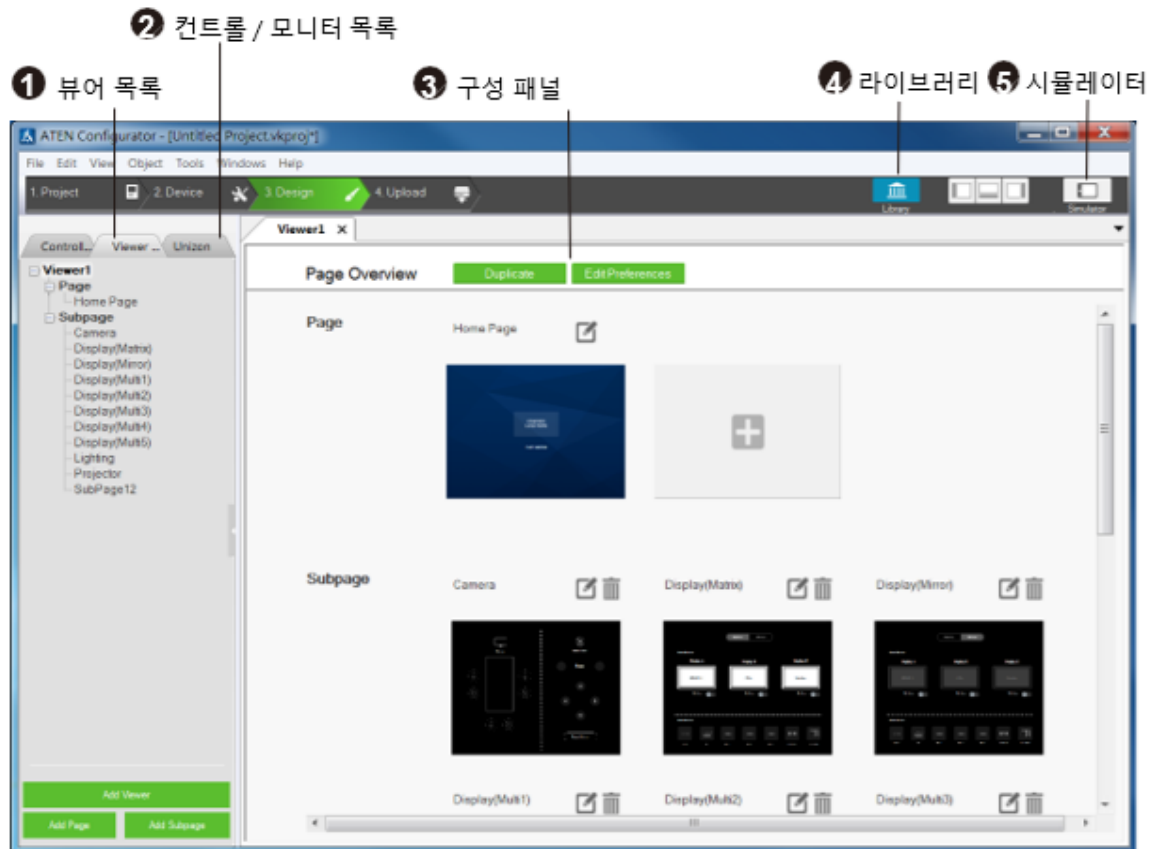 ❷ 컨트롤 / 모니터 목록
❶ 뷰어 목록
❸ 구성 패널
❹ 라이브러리
❺ 시뮬레이터
ATEN Configurator - [Untitled Project.vkproj*]
File Edit View Object Tools Windows Help
1. Project
2. Device
3. Design
4. Upload
Library
Simulator
Controll...
Viewer ...
Unizon
Viewer1 X
Viewer1
Page
Home Page
Subpage
Camera
Display(Matrix)
Display(Mirror)
Display(Multi1)
Display(Multi2)
Display(Multi3)
Display(Multi4)
Display(Multi5)
Lighting
Projector
SubPage12
Add Viewer
Add Page
Add Subpage
Page Overview
Duplicate
Edit Preferences
Page
Home Page
Subpage
Camera
Display(Matrix)
Display(Mirror)
Display(Multi1)
Display(Multi2)
Display(Multi3)